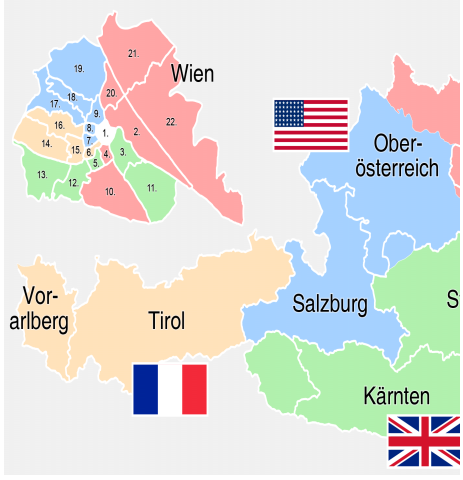 21.
19.
Wien
20.
18.
17.
9.
22.
16.
8.
1.
2.
7.
14.
15.
6.
4.
3.
5.
13.
12.
11.
10.
Ober-
österreich
Vor-
arlberg
Tirol
Salzburg
S
Kärnten